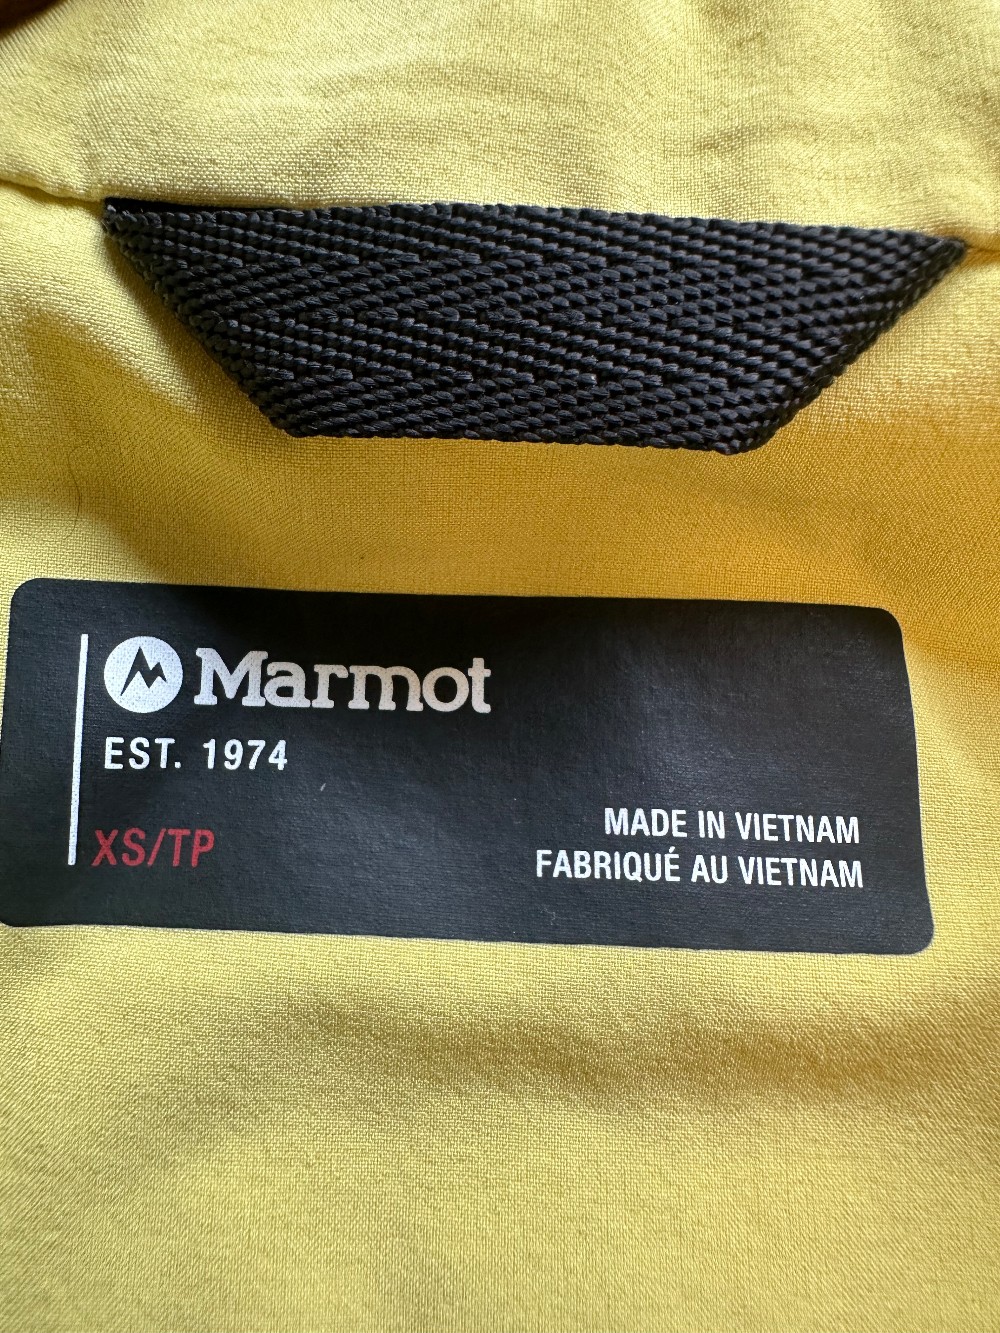 Marmot
EST. 1974
XS/TP
MADE IN VIETNAM
FABRIQUÉ AU VIETNAM